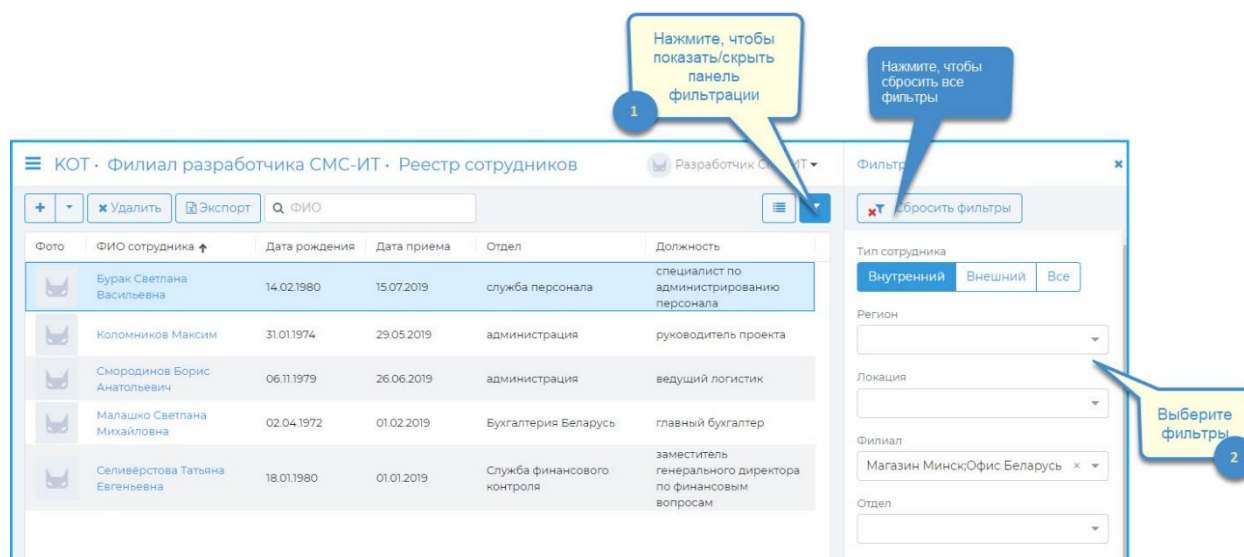 Нажмите, чтобы
показать/скрыть
панель
фильтрации
1
Нажмите, чтобы
сбросить все
фильтры
КОТ · Филиал разработчика СМС-ИТ · Реестр сотрудников
Разработчик ИТ
Удалить
Экспорт
ФИО
Фото ФИО сотрудника Дата рождения Дата приема Отдел Должность
Бурак Светлана
Васильевна
14.02.1980
15.07.2019
служба персонала
специалист по
администрированию
персонала
Коломников Максим
31.01.1974
29.05.2019
администрация
руководитель проекта
Смородинов Борис
Анатольевич
06.11.1979
26.06.2019
администрация
ведущий логистик
Малашко Светлана
Михайловна
02.04.1972
01.02.2019
Бухгалтерия Беларусь
главный бухгалтер
Селивёрстова Татьяна
Евгеньевна
18.01.1980
01.01.2019
Служба финансового
контроля
заместитель
генерального директора
по финансовым
вопросам
Фильтр
Сбросить фильтры
Тип сотрудника
Внутренний Внешний Все
Регион
Локация
Филиал
Магазин Минск;Офис Беларусь
Отдел
Выберите
фильтры
2